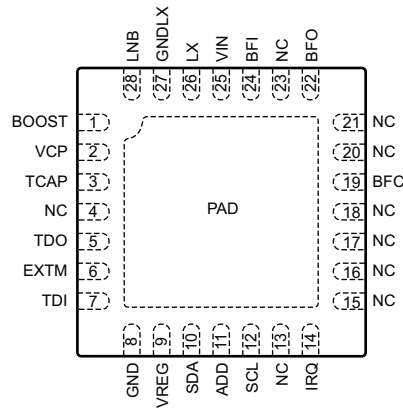 LNB GNDLX LX VIN BFI NC BFO
28 27 26 25 24 23 22
BOOST 1 21 NC
VCP 2 20 NC
TCAP 3 19 BFC
NC 4 18 NC
PAD
TDO 5 17 NC
EXTM 6 16 NC
TDI 7 15 NC
8 9 10 11 12 13 14
GND VREG SDA ADD SCL NC IRQ